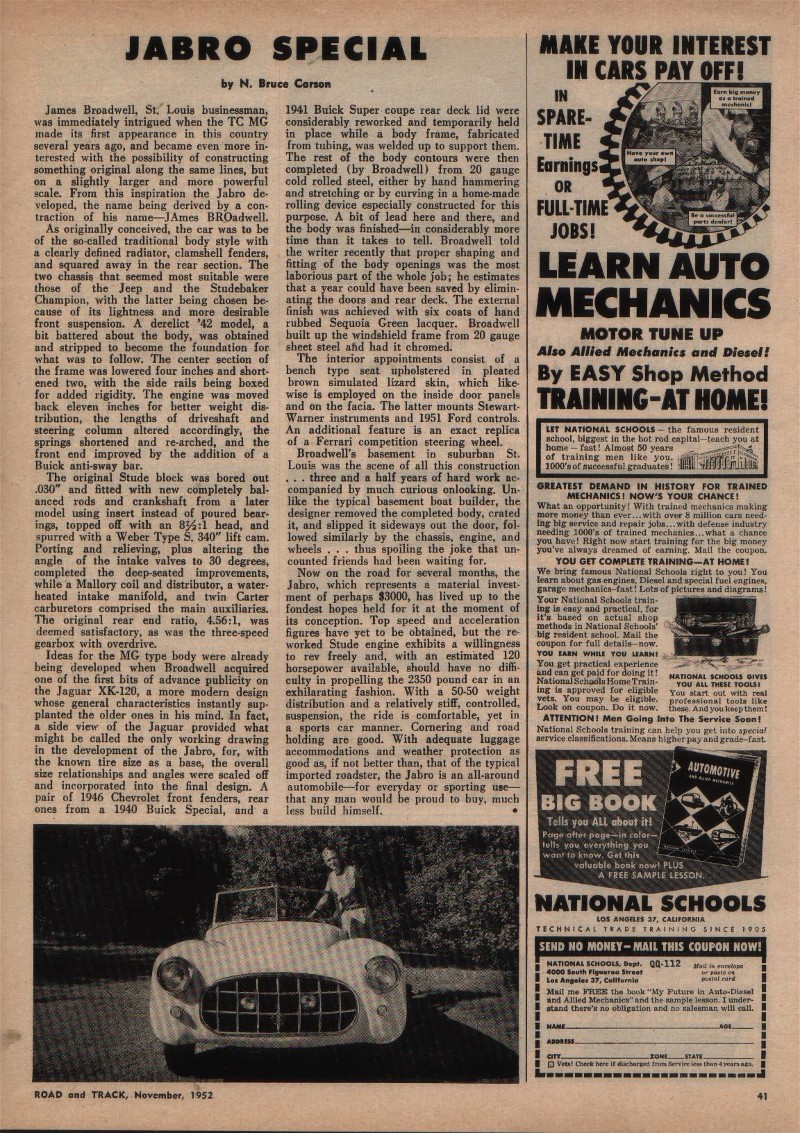 JABRO SPECIAL
by N. Bruce Carson
James Broadwell, St. Louis businessman,
was immediately intrigued when the TC MG
made its first appearance in this country
several years ago, and became even more in-
terested with the possibility of constructing
something original along the same lines, but
on a slightly larger and more powerful
scale. From this inspiration the Jabro de-
veloped, the name being derived by a con-
traction of his name—JAmes BROadwell.
As originally conceived, the car was to be
of the so-called traditional body style with
a clearly defined radiator, clamshell fenders,
and squared away in the rear section. The
two chassis that seemed most suitable were
those of the Jeep and the Studebaker
Champion, with the latter being chosen be-
cause of its lightness and more desirable
front suspension. A derelict '42 model, a
bit battered about the body, was obtained
and stripped to become the foundation for
what was to follow. The center section of
the frame was lowered four inches and short-
ened two, with the side rails being boxed
for added rigidity. The engine was moved
back eleven inches for better weight dis-
tribution, the lengths of driveshaft and
steering column altered accordingly, the
springs shortened and re-arched, and the
front end improved by the addition of a
Buick anti-sway bar.
The original Stude block was bored out
.030" and fitted with new completely bal-
anced rods and crankshaft from a later
model using insert instead of poured bear-
ings, topped off with an 8½:1 head, and
spurred with a Weber Type S. 340" lift cam.
Porting and relieving, plus altering the
angle of the intake valves to 30 degrees,
completed the deep-seated improvements,
while a Mallory coil and distributor, a water-
heated intake manifold, and twin Carter
carburetors comprised the main auxiliaries.
The original rear end ratio, 4.56:1, was
deemed satisfactory, as was the three-speed
gearbox with overdrive.
Ideas for the MG type body were already
being developed when Broadwell acquired
one of the first bits of advance publicity on
the Jaguar XK-120, a more modern design
whose general characteristics instantly sup-
planted the older ones in his mind. In fact,
a side view of the Jaguar provided what
might be called the only working drawing
in the development of the Jabro, for, with
the known tire size as a base, the overall
size relationships and angles were scaled off
and incorporated into the final design. A
pair of 1946 Chevrolet front fenders, rear
ones from a 1940 Buick Special, and a
1941 Buick Super coupe rear deck lid were
considerably reworked and temporarily held
in place while a body frame, fabricated
from tubing, was welded up to support them.
The rest of the body contours were then
completed (by Broadwell) from 20 gauge
cold rolled steel, either by hand hammering
and stretching or by curving in a home-made
rolling device especially constructed for this
purpose. A bit of lead here and there, and
the body was finished—in considerably more
time than it takes to tell. Broadwell told
the writer recently that proper shaping and
fitting of the body openings was the most
laborious part of the whole job; he estimates
that a year could have been saved by elimin-
ating the doors and rear deck. The external
finish was achieved with six coats of hand
rubbed Sequoia Green lacquer. Broadwell
built up the windshield frame from 20 gauge
sheet steel and had it chromed.
The interior appointments consist of a
bench type seat upholstered in pleated
brown simulated lizard skin, which like-
wise is employed on the inside door panels
and on the facia. The latter mounts Stewart-
Warner instruments and 1951 Ford controls.
An additional feature is an exact replica
of a Ferrari competition steering wheel.
Broadwell's basement in suburban St.
Louis was the scene of all this construction
. . . three and a half years of hard work ac-
companied by much curious onlooking. Un-
like the typical basement boat builder, the
designer removed the completed body, crated
it, and slipped it sideways out the door, fol-
lowed similarly by the chassis, engine, and
wheels . . . thus spoiling the joke that un-
counted friends had been waiting for.
Now on the road for several months, the
Jabro, which represents a material invest-
ment of perhaps $3000, has lived up to the
fondest hopes held for it at the moment of
its conception. Top speed and acceleration
figures have yet to be obtained, but the re-
worked Stude engine exhibits a willingness
to rev freely and, with an estimated 120
horsepower available, should have no diffi-
culty in propelling the 2350 pound car in an
exhilarating fashion. With a 50-50 weight
distribution and a relatively stiff, controlled,
suspension, the ride is comfortable, yet in
a sports car manner. Cornering and road
holding are good. With adequate luggage
accommodations and weather protection as
good as, if not better than, that of the typical
imported roadster, the Jabro is an all-around
automobile—for everyday or sporting use—
that any man would be proud to buy, much
less build himself.
ROAD and TRACK, November, 1952
MAKE YOUR INTEREST
IN CARS PAY OFF!
IN
SPARE-
TIME
Earnings
OR
FULL-TIME
JOBS!
Earn big money
as a trained
mechanic!
Have your own
auto shop!
Be a successful
parts dealer!
LEARN AUTO
MECHANICS
MOTOR TUNE UP
Also Allied Mechanics and Diesel!
By EASY Shop Method
TRAINING-AT HOME!
LET NATIONAL SCHOOLS — the famous resident
school, biggest in the hot rod capital—teach you at
home — fast! Almost 50 years
of training men like you.
1000's of successful graduates!
GREATEST DEMAND IN HISTORY FOR TRAINED
MECHANICS! NOW'S YOUR CHANCE!
What an opportunity! With trained mechanics making
more money than ever...with over 8 million cars need-
ing big service and repair jobs...with defense industry
needing 1000's of trained mechanics...what a chance
you have! Right now start training for the big money
you've always dreamed of earning. Mail the coupon.
YOU GET COMPLETE TRAINING—AT HOME!
We bring famous National Schools right to you! You
learn about gas engines, Diesel and special fuel engines,
garage mechanics—fast! Lots of pictures and diagrams!
Your National Schools train-
ing is easy and practical, for
it's based on actual shop
methods in National Schools'
big resident school. Mail the
coupon for full details—now.
YOU EARN WHILE YOU LEARN!
You get practical experience
and can get paid for doing it!
National Schools Home Train-
ing is approved for eligible
vets. You may be eligible.
Look on coupon. Do it now.
NATIONAL SCHOOLS GIVES
YOU ALL THESE TOOLS!
You start out with real
professional tools like
these. And you keep them!
ATTENTION! Men Going Into The Service Soon!
National Schools training can help you get into special
service classifications. Means higher pay and grade—fast.
FREE
BIG BOOK
Tells you ALL about it!
Page after page—in color—
tells you everything you
want to know. Get this
valuable book now! PLUS
A FREE SAMPLE LESSON.
AUTOMOTIVE
NATIONAL SCHOOLS
LOS ANGELES 37, CALIFORNIA
TECHNICAL TRADE TRAINING SINCE 1905
SEND NO MONEY—MAIL THIS COUPON NOW!
NATIONAL SCHOOLS, Dept. QQ-112
4000 South Figueroa Street
Los Angeles 37, California
Mail in envelope
or paste on
postal card
Mail me FREE the book "My Future in Auto-Diesel
and Allied Mechanics" and the sample lesson. I under-
stand there's no obligation and no salesman will call.
NAME AGE
ADDRESS
CITY ZONE STATE
Vets! Check here if discharged from Service less than 4 years ago.
41